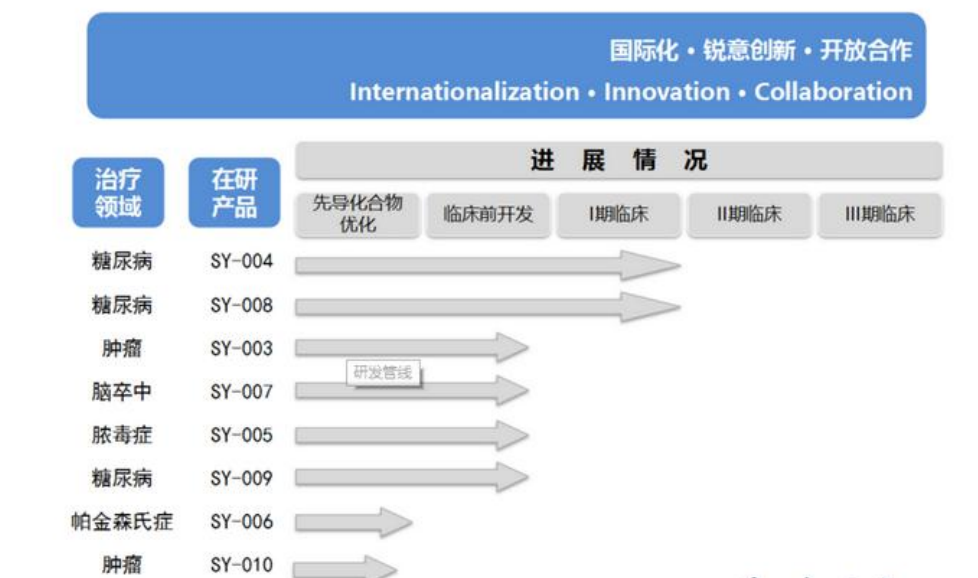 国际化·锐意创新·开放合作
Internationalization • Innovation • Collaboration
治疗
领域
在研
产品
进 展 情 况
先导化合物
优化
临床前开发
I期临床
II期临床
III期临床
糖尿病 SY-004
糖尿病 SY-008
肿瘤 SY-003
研发管线
脑卒中 SY-007
脓毒症 SY-005
糖尿病 SY-009
帕金森氏症 SY-006
肿瘤 SY-010